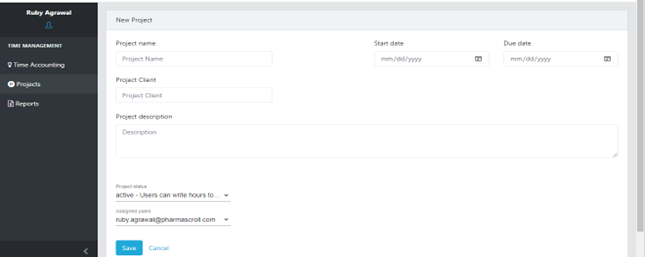 Ruby Agrawal
TIME MANAGEMENT
Time Accounting
Projects
Reports
New Project
Project name
Start date
Due date
Project Name
mm/dd/yyyy
mm/dd/yyyy
Project Client
Project Client
Project description
Description
Project status
active - Users can write hours to...
Assigned users
ruby.agrawal@pharmascroll.com
Save
Cancel